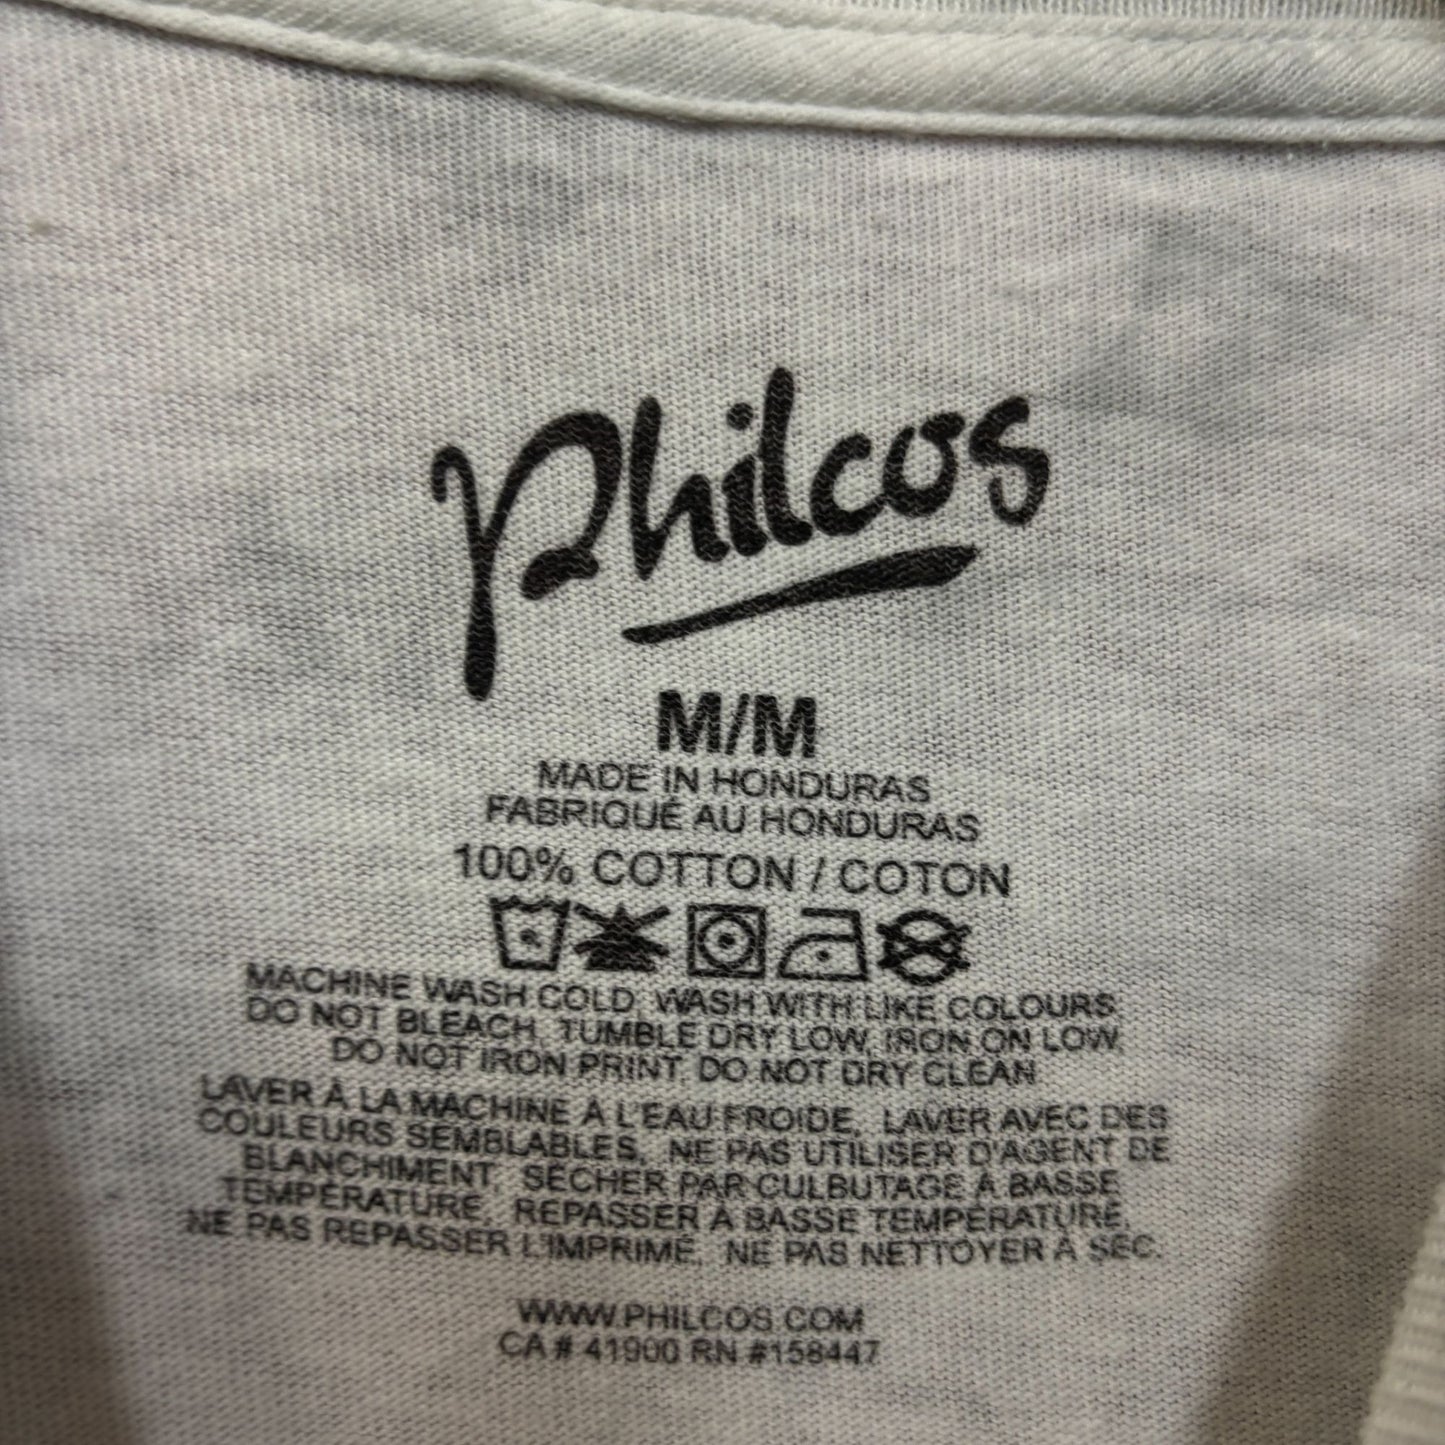 Philcos
M/M
MADE IN HONDURAS
FABRIQUÉ AU HONDURAS
100% COTTON / COTON
MACHINE WASH COLD, WASH WITH LIKE COLOURS.
DO NOT BLEACH, TUMBLE DRY LOW, IRON ON LOW.
DO NOT IRON PRINT, DO NOT DRY CLEAN
LAVER À LA MACHINE À L'EAU FROIDE, LAVER AVEC DES
COULEURS SEMBLABLES, NE PAS UTILISER D'AGENT DE
BLANCHIMENT, SÉCHER PAR CULBUTAGE À BASSE
TEMPÉRATURE, REPASSER À BASSE TEMPÉRATURE,
NE PAS REPASSER L'IMPRIMÉ, NE PAS NETTOYER À SEC.
WWW.PHILCOS.COM
CA # 41900 RN #158447